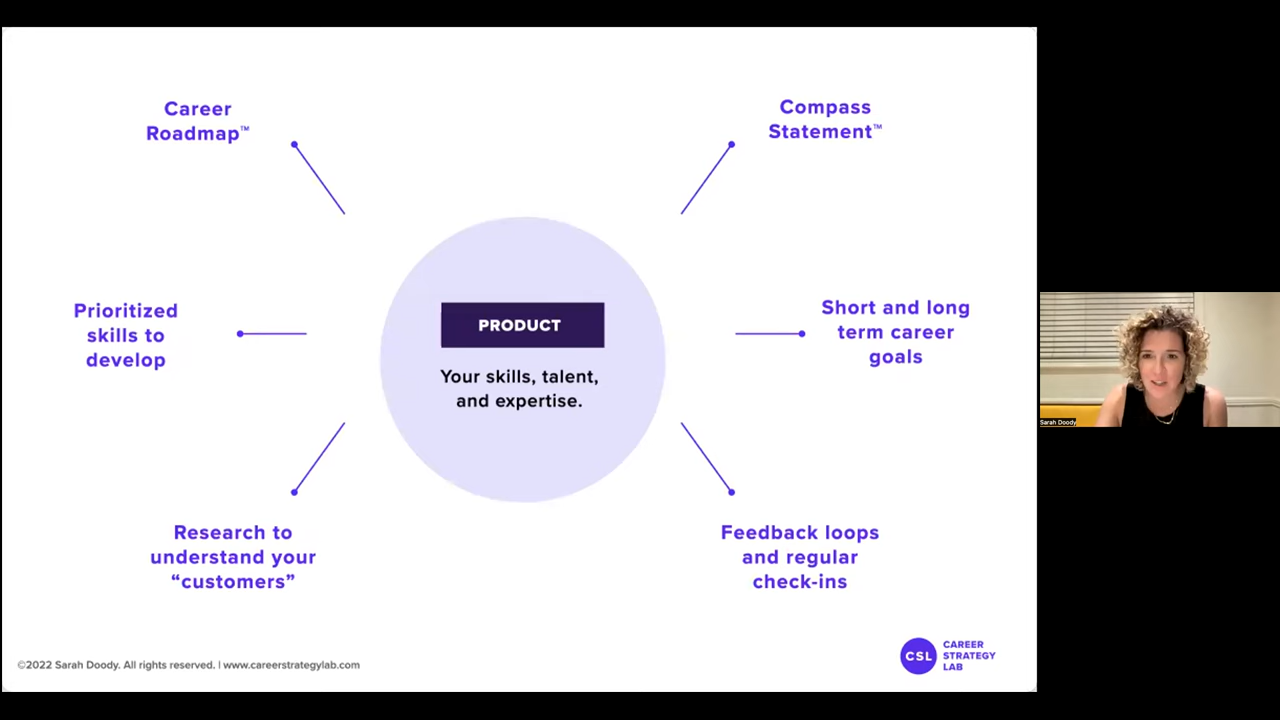 Career
Roadmap™
Compass
Statement™
Prioritized
skills to
develop
PRODUCT
Your skills, talent,
and expertise.
Short and long
term career
goals
Research to
understand your
“customers”
Feedback loops
and regular
check-ins
©2022 Sarah Doody. All rights reserved. | www.careerstrategylab.com
CSL
CAREER
STRATEGY
LAB
Sarah Doody